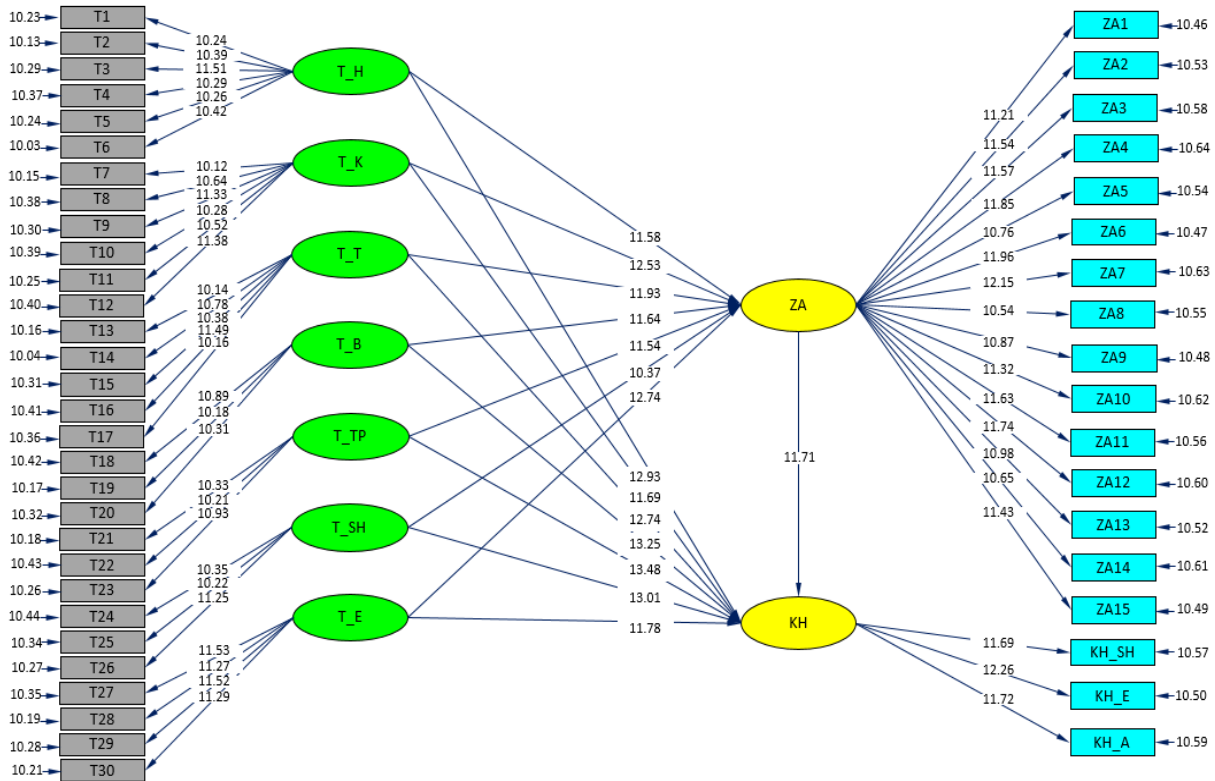 10.23 T1
10.13 T2
10.29 T3
10.37 T4
10.24 T5
10.03 T6
10.15 T7
10.38 T8
10.30 T9
10.39 T10
10.25 T11
10.40 T12
10.16 T13
10.04 T14
10.31 T15
10.41 T16
10.36 T17
10.42 T18
10.17 T19
10.32 T20
10.18 T21
10.43 T22
10.26 T23
10.44 T24
10.34 T25
10.27 T26
10.35 T27
10.19 T28
10.28 T29
10.21 T30
10.24
10.39
11.51
10.29
10.26
10.42
10.12
10.64
11.33
10.28
10.52
11.38
10.14
10.78
10.38
11.49
10.16
10.89
10.18
10.31
10.33
10.21
10.93
10.35
10.22
11.25
11.53
11.27
11.52
11.29
T_H
T_K
T_T
T_B
T_TP
T_SH
T_E
11.58
12.53
11.93
11.64
11.54
10.37
12.74
12.93
11.69
12.74
13.25
13.48
13.01
11.78
ZA
11.71
KH
11.21
11.54
11.57
11.85
10.76
11.96
12.15
10.54
10.87
11.32
11.63
11.74
10.98
10.65
11.43
11.69
12.26
11.72
ZA1 10.46
ZA2 10.53
ZA3 10.58
ZA4 10.64
ZA5 10.54
ZA6 10.47
ZA7 10.63
ZA8 10.55
ZA9 10.48
ZA10 10.62
ZA11 10.56
ZA12 10.60
ZA13 10.52
ZA14 10.61
ZA15 10.49
KH_SH 10.57
KH_E 10.50
KH_A 10.59